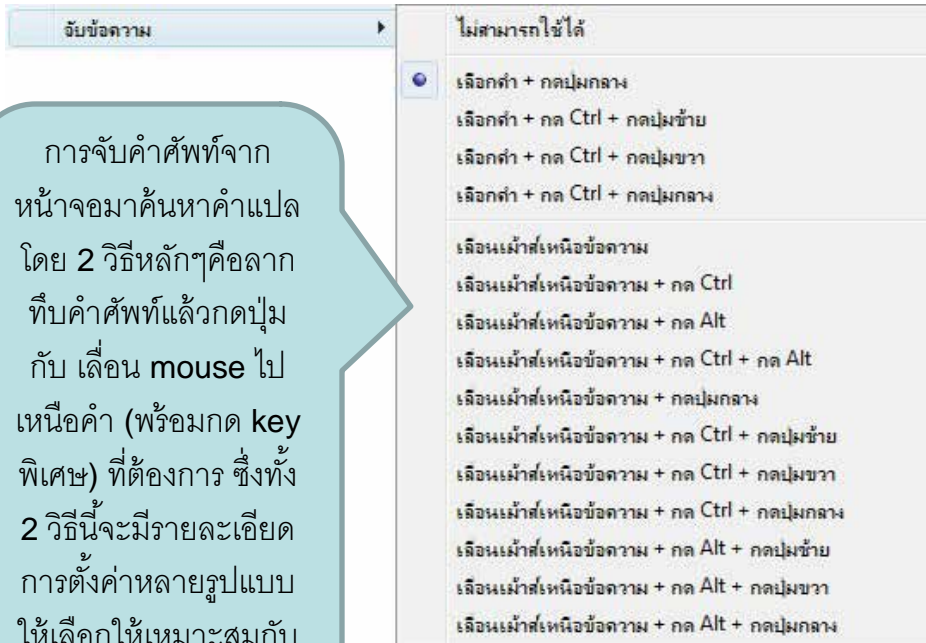 จับข้อความ
ไม่สามารถใช้ได้
เลือกคำ + กดปุ่มกลาง
เลือกคำ + กด Ctrl + กดปุ่มซ้าย
เลือกคำ + กด Ctrl + กดปุ่มขวา
เลือกคำ + กด Ctrl + กดปุ่มกลาง
เลื่อนเม้าส์เหนือข้อความ
เลื่อนเม้าส์เหนือข้อความ + กด Ctrl
เลื่อนเม้าส์เหนือข้อความ + กด Alt
เลื่อนเม้าส์เหนือข้อความ + กด Ctrl + กด Alt
เลื่อนเม้าส์เหนือข้อความ + กดปุ่มกลาง
เลื่อนเม้าส์เหนือข้อความ + กด Ctrl + กดปุ่มซ้าย
เลื่อนเม้าส์เหนือข้อความ + กด Ctrl + กดปุ่มขวา
เลื่อนเม้าส์เหนือข้อความ + กด Ctrl + กดปุ่มกลาง
เลื่อนเม้าส์เหนือข้อความ + กด Alt + กดปุ่มซ้าย
เลื่อนเม้าส์เหนือข้อความ + กด Alt + กดปุ่มขวา
เลื่อนเม้าส์เหนือข้อความ + กด Alt + กดปุ่มกลาง
การจับคำศัพท์จาก
หน้าจอมาค้นหาคำแปล
โดย 2 วิธีหลักๆคือลาก
ทึบคำศัพท์แล้วกดปุ่ม
กับ เลื่อน mouse ไป
เหนือคำ (พร้อมกด key
พิเศษ) ที่ต้องการ ซึ่งทั้ง
2 วิธีนี้จะมีรายละเอียด
การตั้งค่าหลายรูปแบบ
ให้เลือกให้เหมาะสมกับ